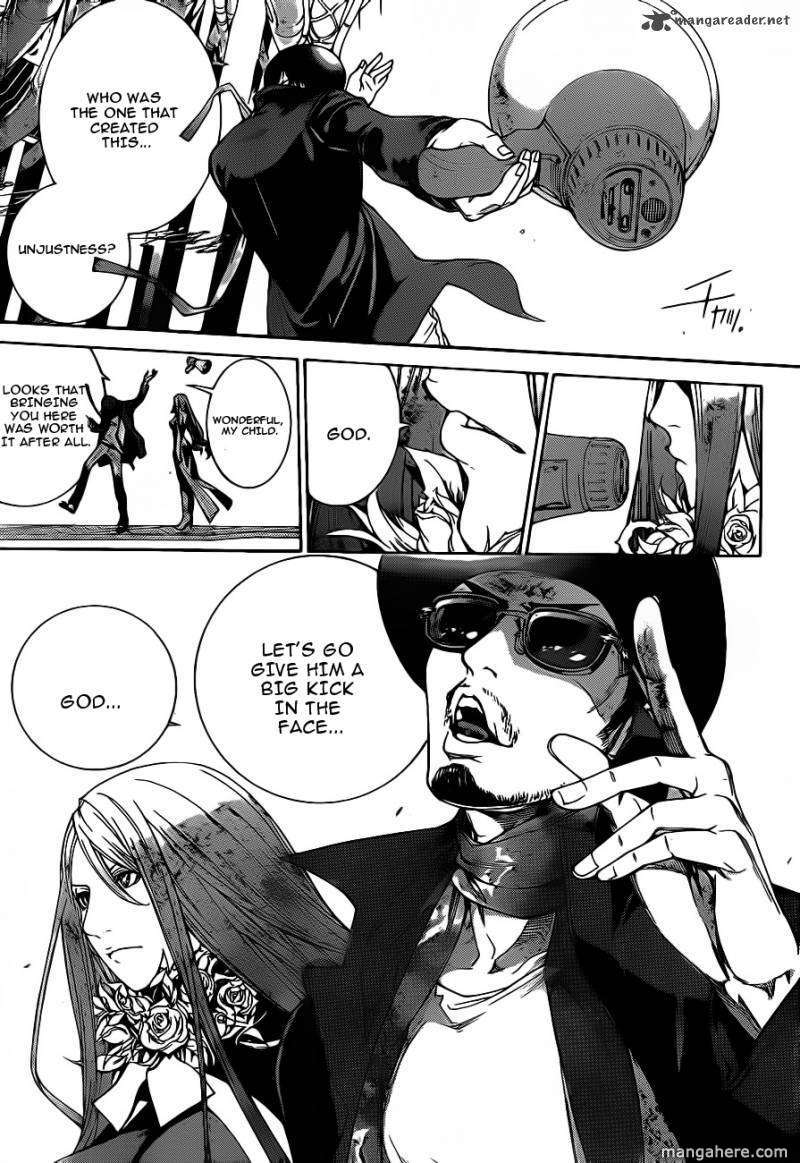 mangareader.net
WHO WAS
THE ONE THAT
CREATED
THIS...
UNJUSTNESS?
LOOKS THAT
BRINGING
YOU HERE
WAS WORTH
IT AFTER ALL.
WONDERFUL,
MY CHILD.
GOD.
LET'S GO
GIVE HIM A
BIG KICK
IN THE
FACE...
GOD...
mangahere.com